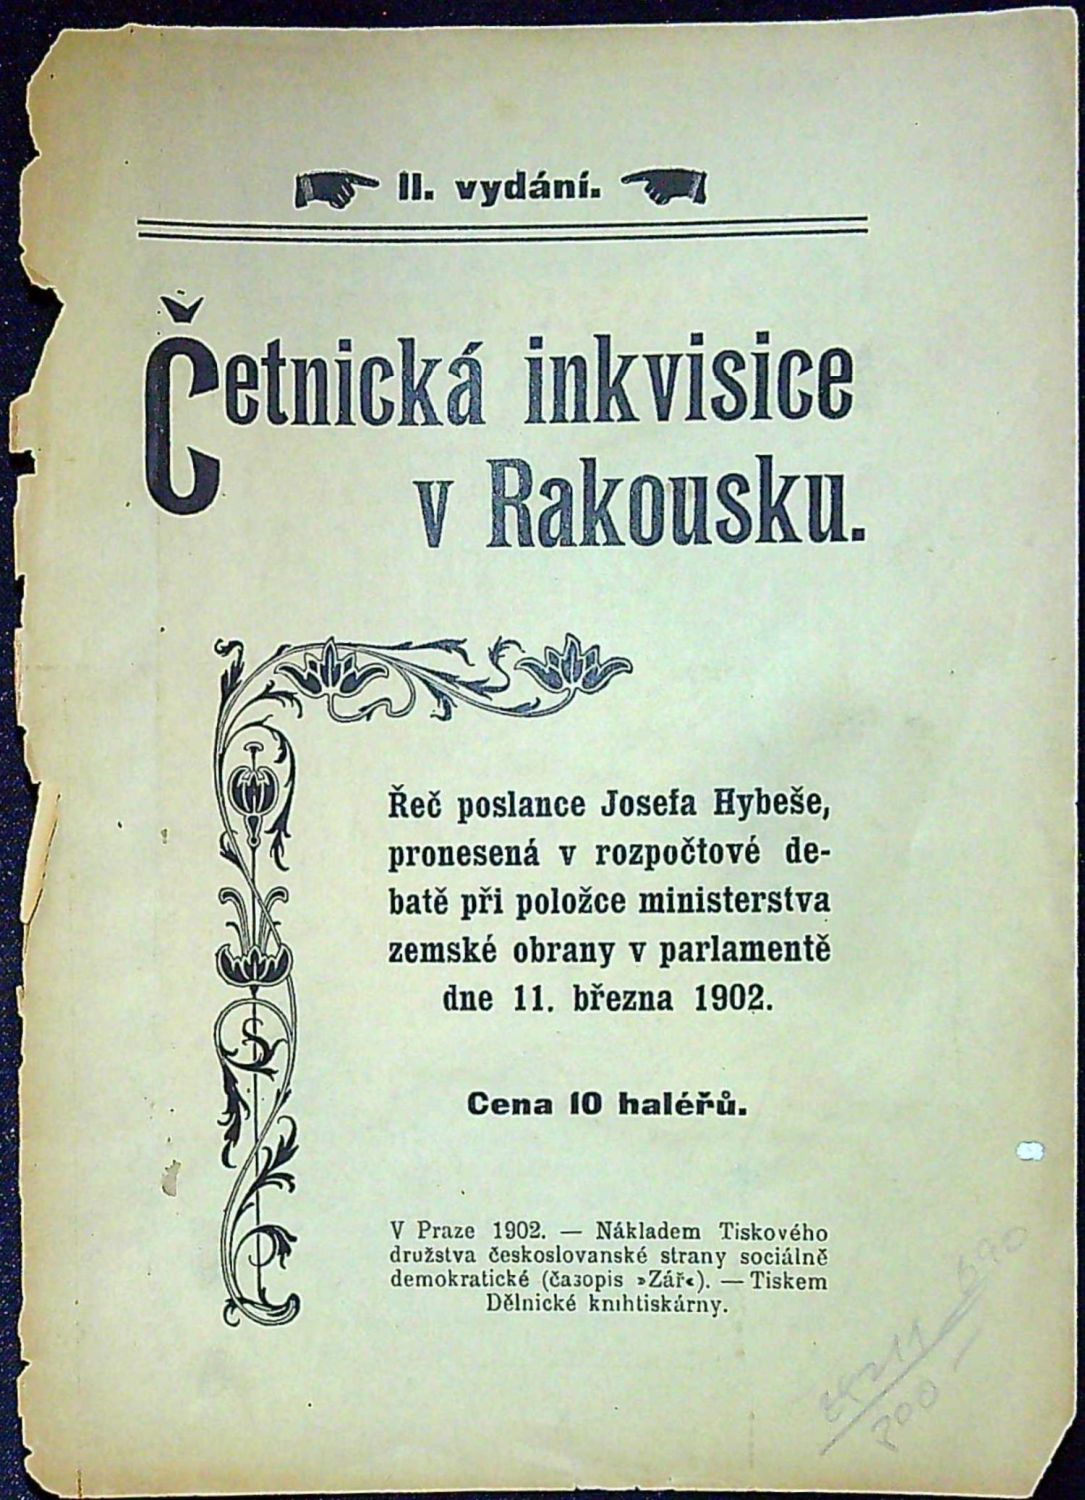 II. vydání.
Četnická inkvisice
v Rakousku.
Řeč poslance Josefa Hybeše,
pronesená v rozpočtové de-
batě při položce ministerstva
zemské obrany v parlamentě
dne 11. března 1902.
Cena 10 haléřů.
V Praze 1902. — Nákladem Tiskového
družstva českoslovanské strany sociálně
demokratické (časopis »Zář«). — Tiskem
Dělnické knihtiskárny.